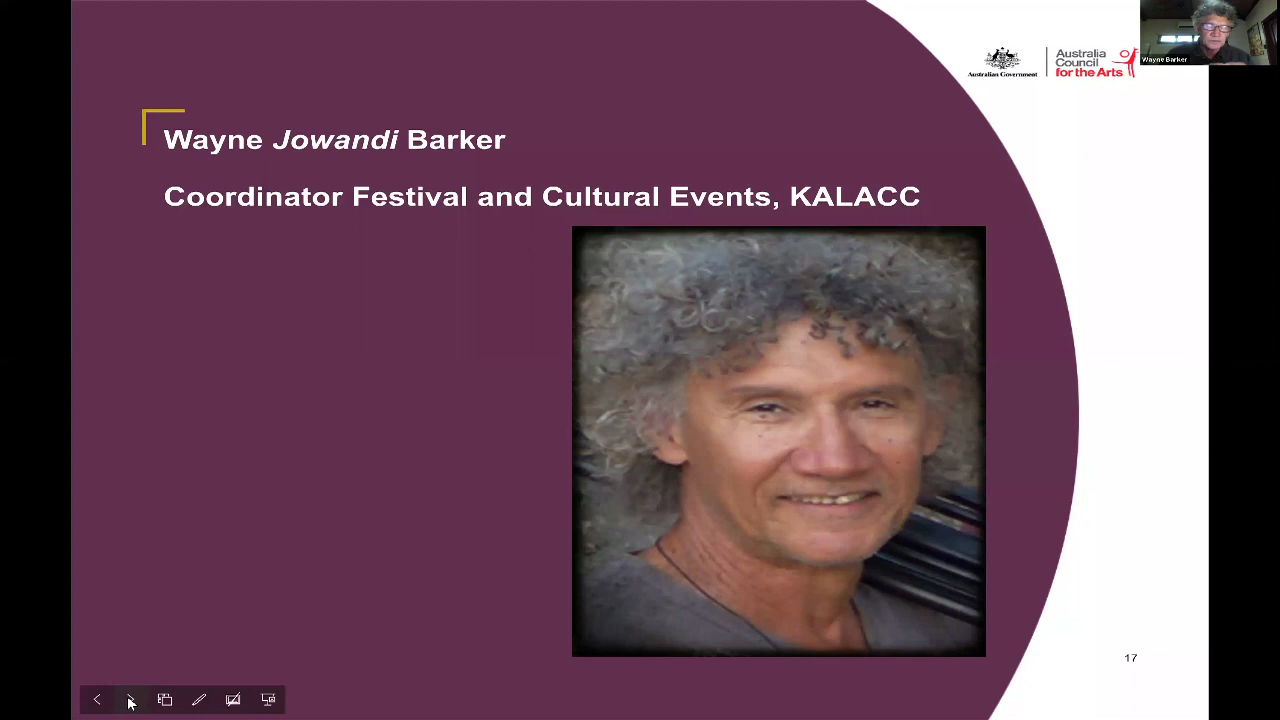 Wayne Jowandi Barker
Coordinator Festival and Cultural Events, KALACC
Australian Government
Australia
Council
for the Arts
Wayne Barker
17